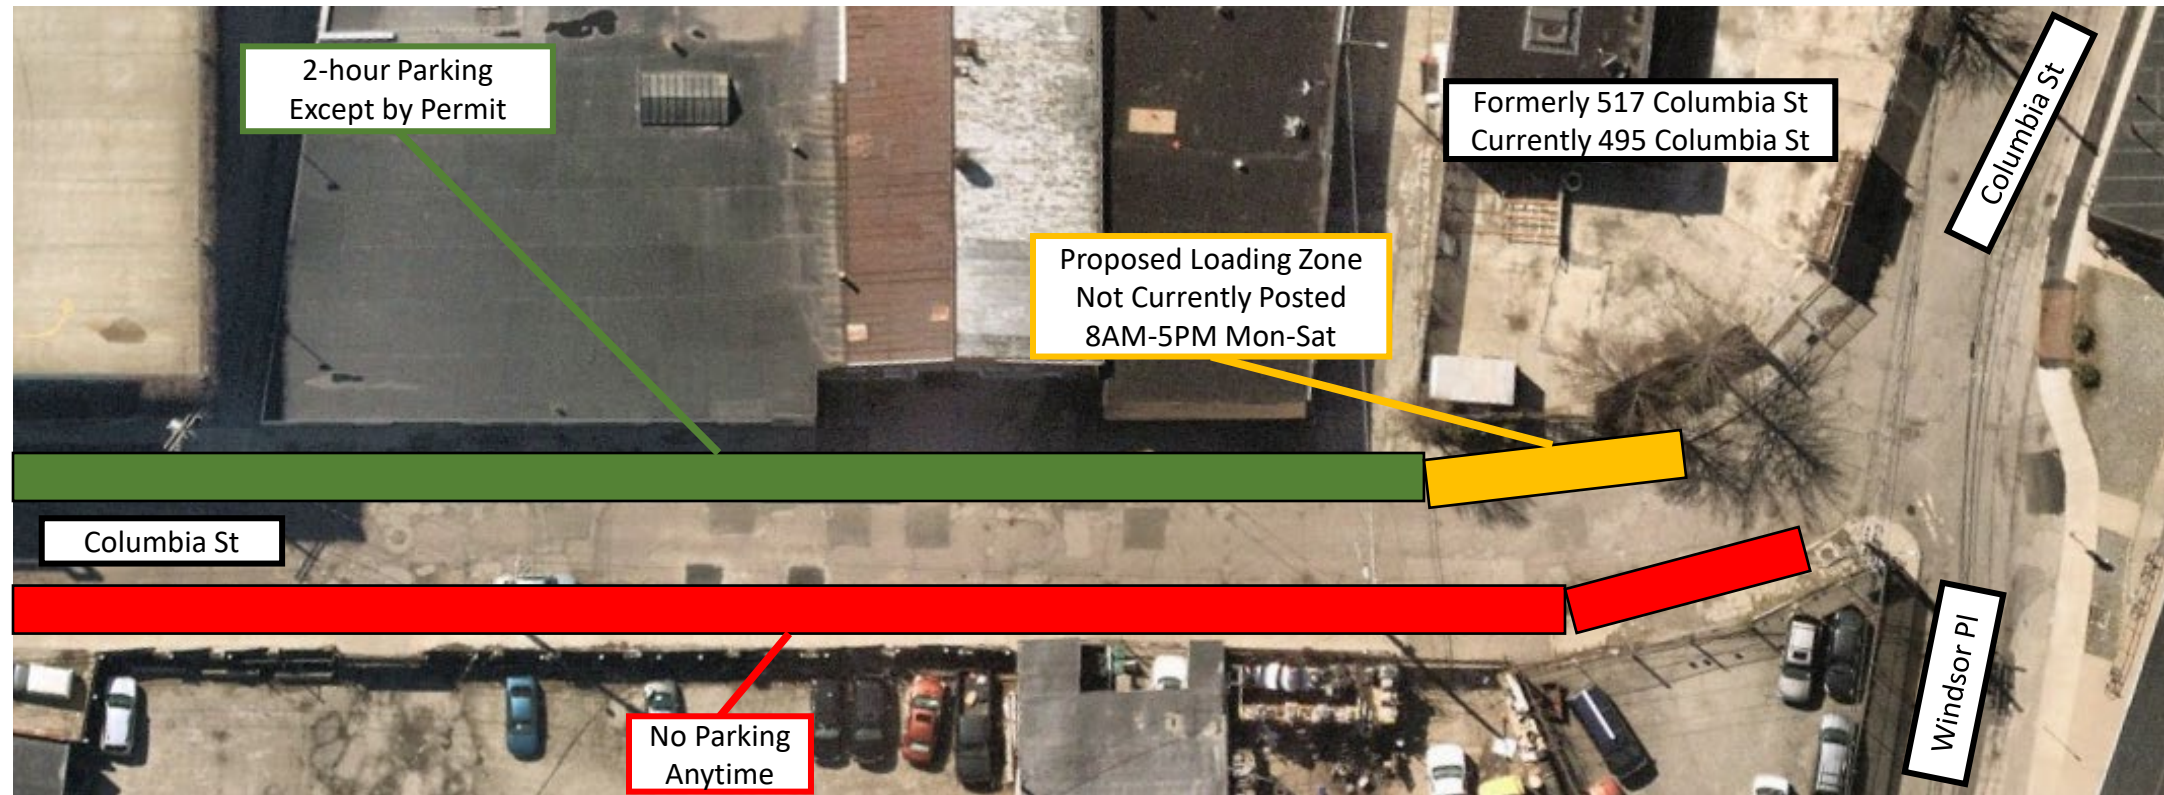 2-hour Parking
Except by Permit
Formerly 517 Columbia St
Currently 495 Columbia St
Columbia St
Proposed Loading Zone
Not Currently Posted
8AM-5PM Mon-Sat
Columbia St
Windsor Pl
No Parking
Anytime